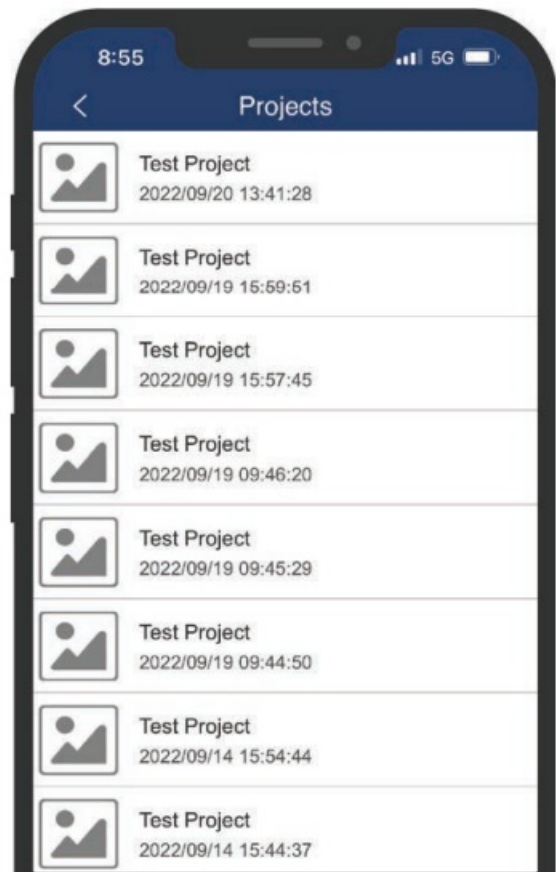 8:55
5G
Projects
Test Project
2022/09/20 13:41:28
Test Project
2022/09/19 15:59:51
Test Project
2022/09/19 15:57:45
Test Project
2022/09/19 09:46:20
Test Project
2022/09/19 09:45:29
Test Project
2022/09/19 09:44:50
Test Project
2022/09/14 15:54:44
Test Project
2022/09/14 15:44:37